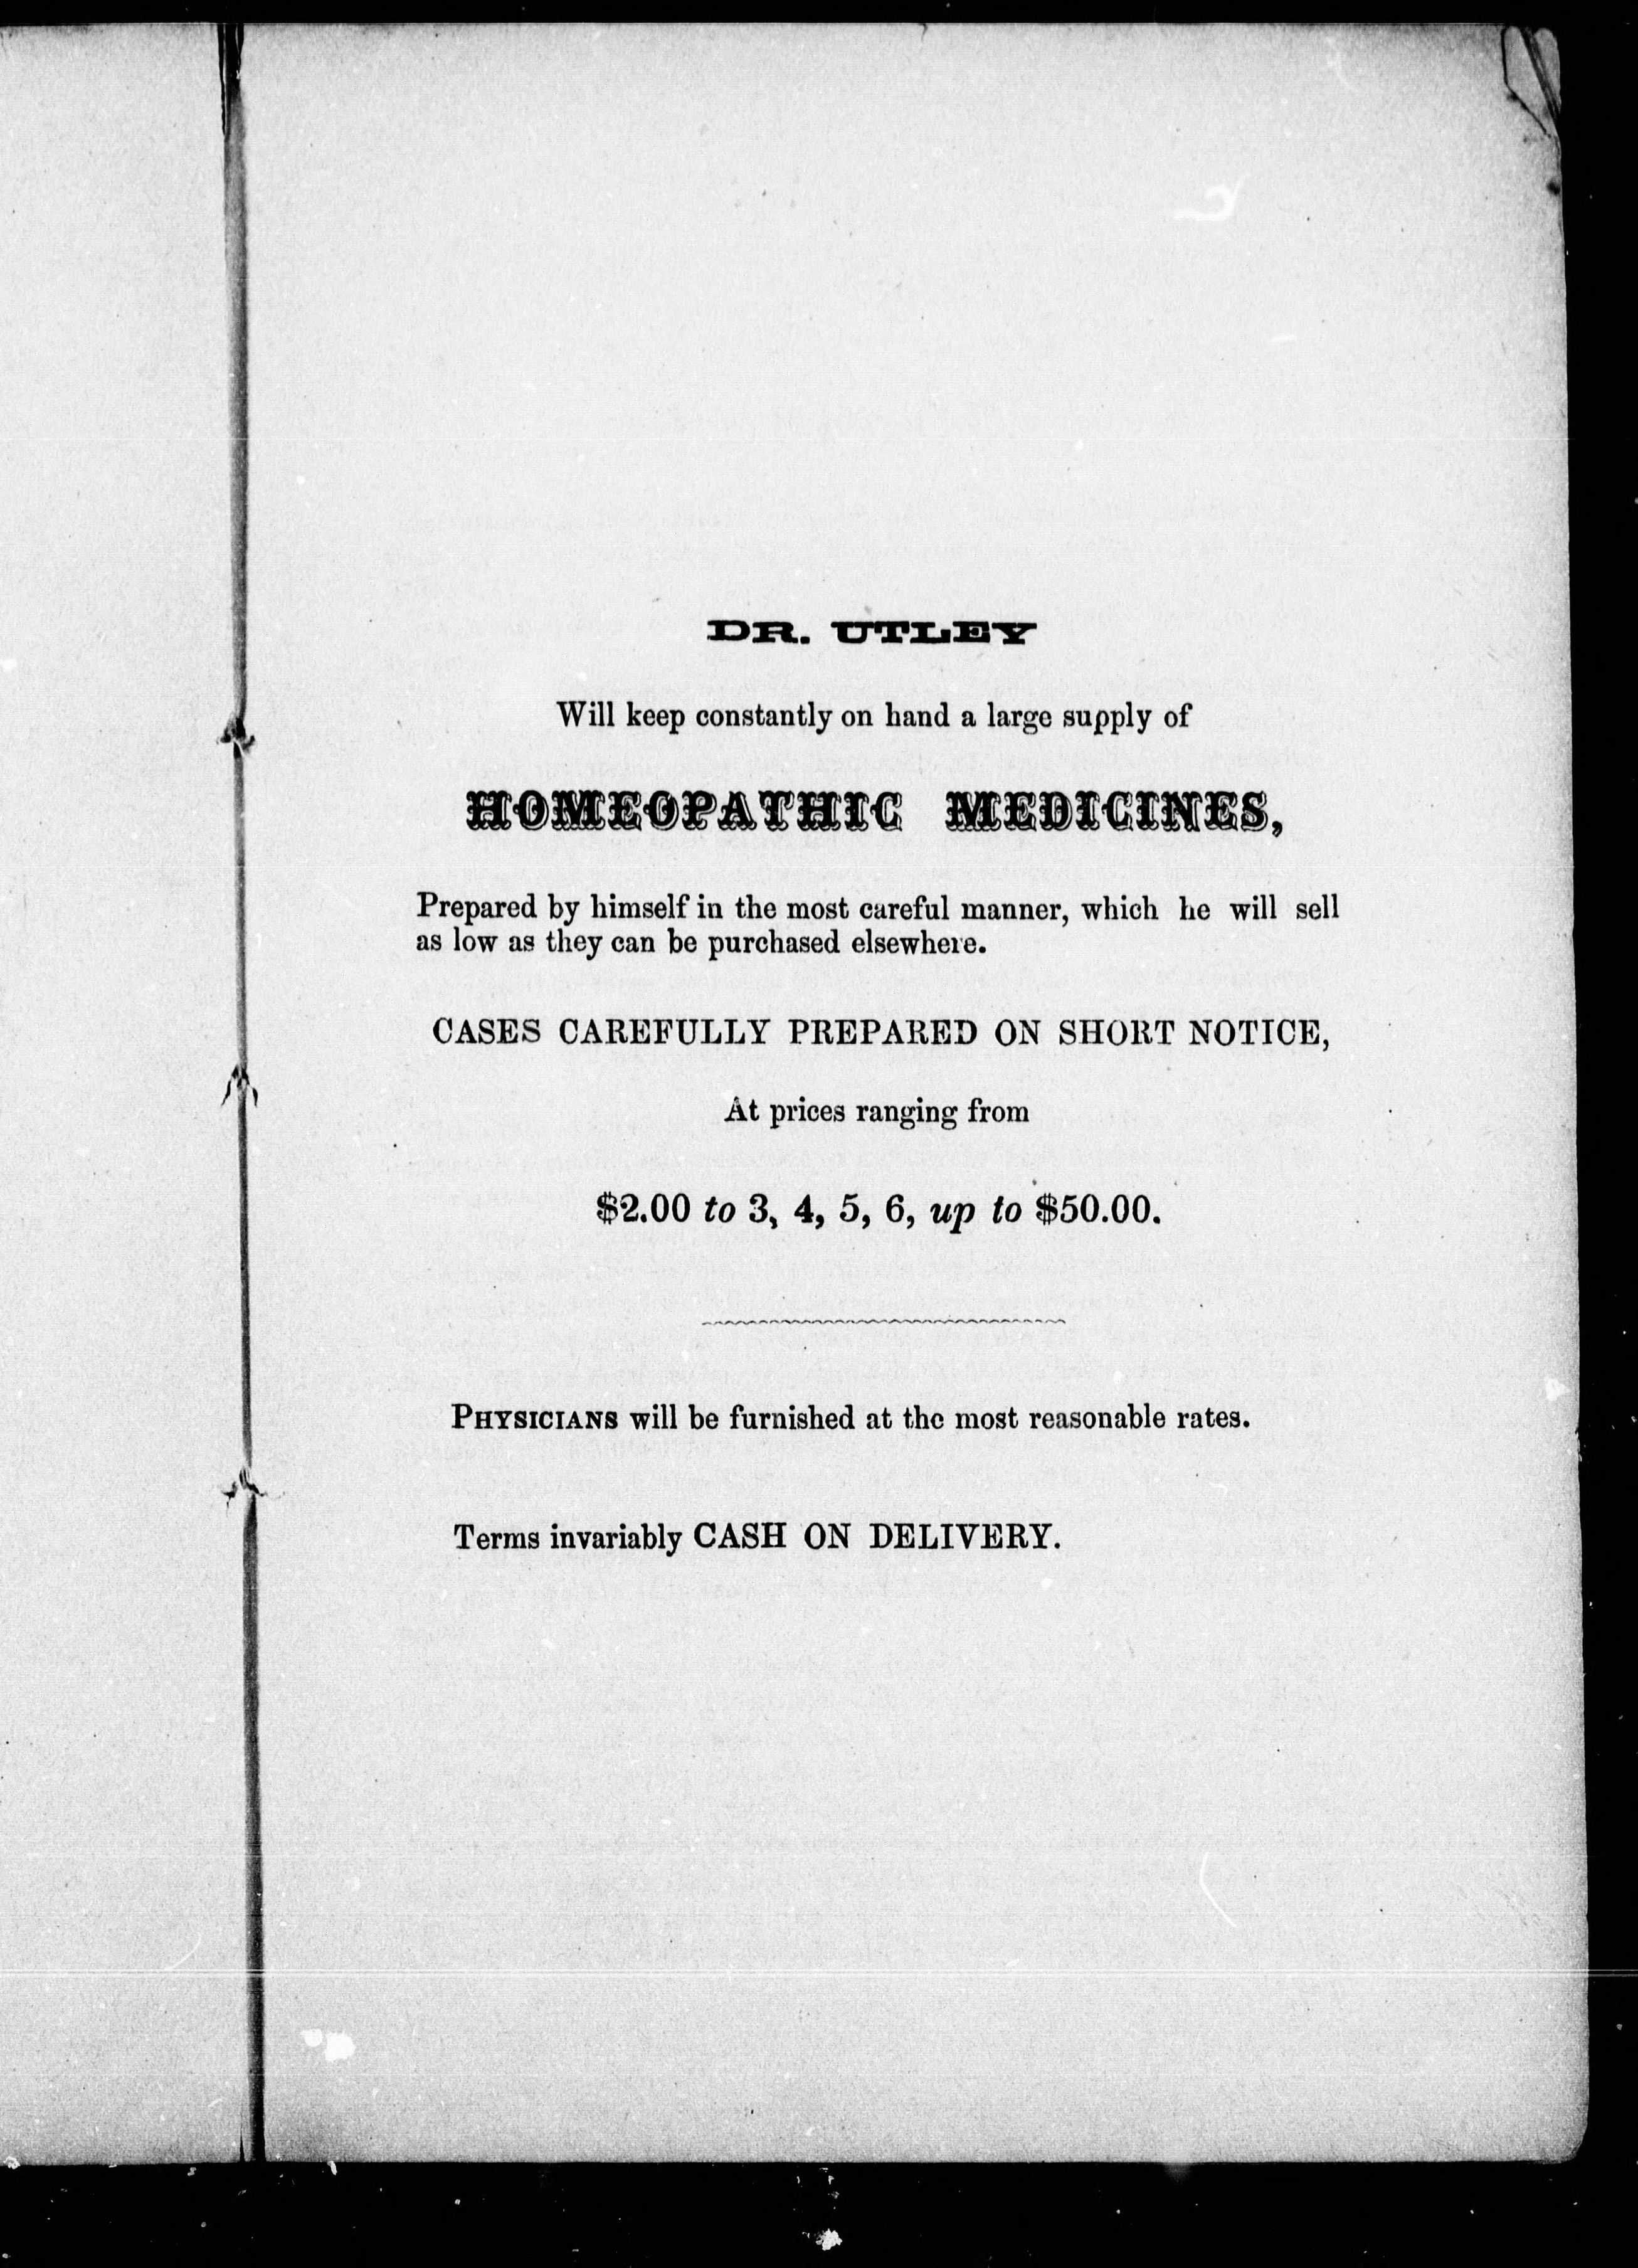 DR. UTLEY
Will keep constantly on hand a large supply of
HOMEOPATHIC MEDICINES,
Prepared by himself in the most careful manner, which he will sell
as low as they can be purchased elsewhere.
CASES CAREFULLY PREPARED ON SHORT NOTICE,
At prices ranging from
$2.00 to 3, 4, 5, 6, up to $50.00.
PHYSICIANS will be furnished at the most reasonable rates.
Terms invariably CASH ON DELIVERY.